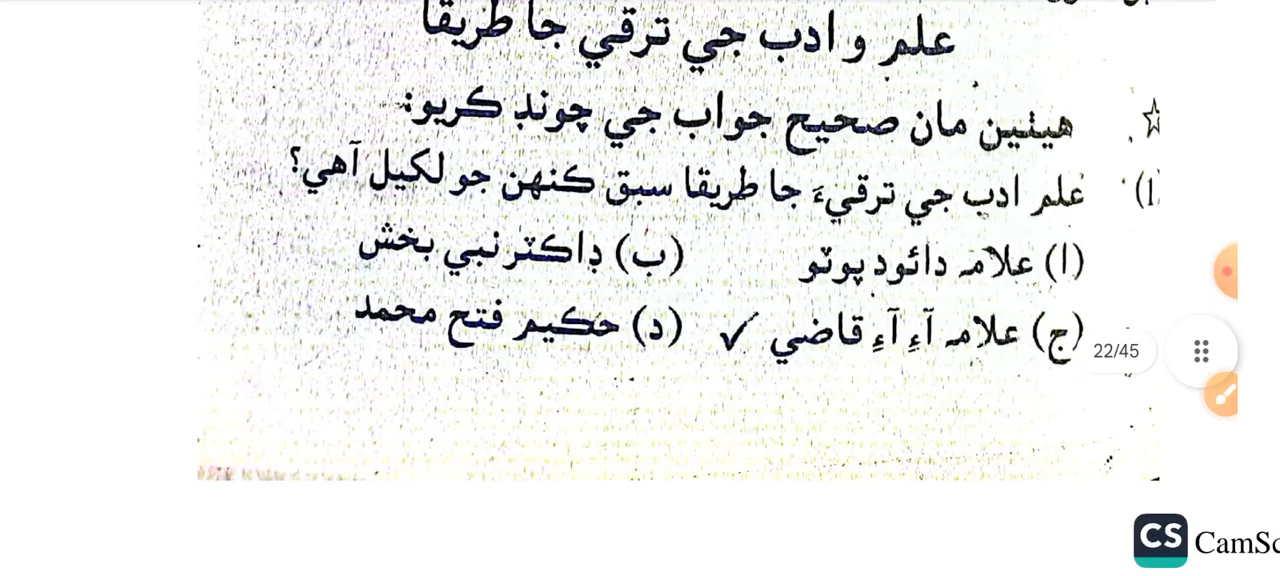 علم و ادب جي ترقي جا طريقا
☆ هيٺين مان صحيح جواب جي چونڊ ڪريو:
(1) علم ادب جي ترقيءَ جا طريقا سبق ڪنهن جو لکيل آهي؟
(ا) علامه دائود پوٽو (ب) ڊاڪٽر نبي بخش
(ج) علامه آءِ آءِ قاضي ✓ (د) حڪيم فتح محمد
22/45
CS CamSc